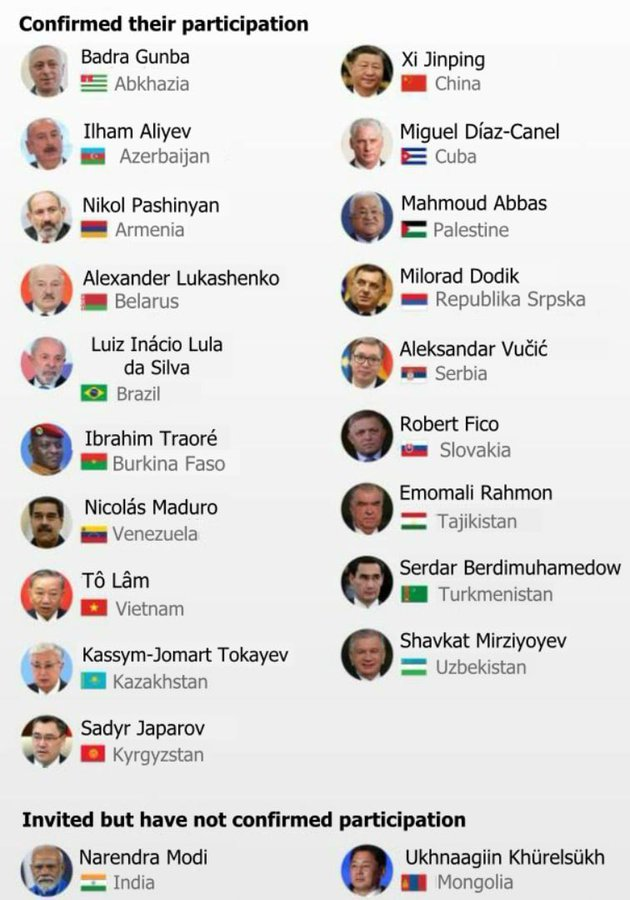 Confirmed their participation
Badra Gunba
Abkhazia
Ilham Aliyev
Azerbaijan
Nikol Pashinyan
Armenia
Alexander Lukashenko
Belarus
Luiz Inácio Lula
da Silva
Brazil
Ibrahim Traoré
Burkina Faso
Nicolás Maduro
Venezuela
Tô Lâm
Vietnam
Kassym-Jomart Tokayev
Kazakhstan
Sadyr Japarov
Kyrgyzstan
Xi Jinping
China
Miguel Díaz-Canel
Cuba
Mahmoud Abbas
Palestine
Milorad Dodik
Republika Srpska
Aleksandar Vučić
Serbia
Robert Fico
Slovakia
Emomali Rahmon
Tajikistan
Serdar Berdimuhamedow
Turkmenistan
Shavkat Mirziyoyev
Uzbekistan
Invited but have not confirmed participation
Narendra Modi
India
Ukhnaagiin Khürelsükh
Mongolia